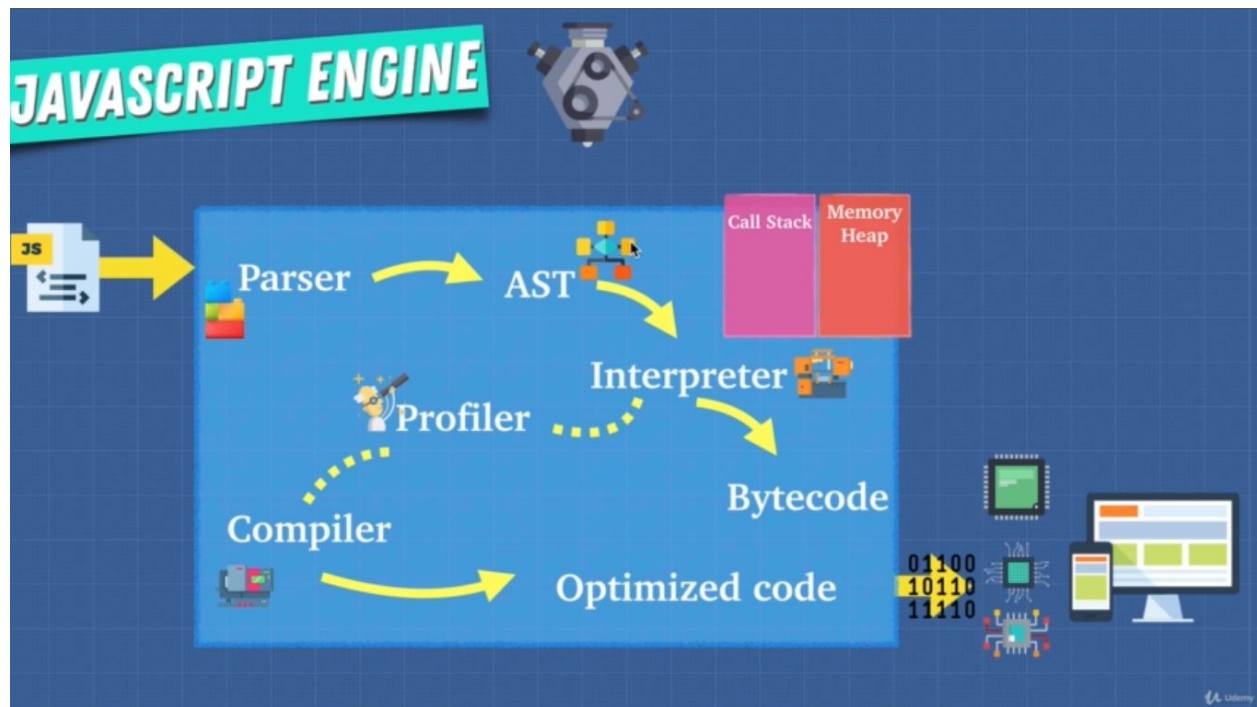 JAVASCRIPT ENGINE
JS
Parser
AST
Call Stack
Memory
Heap
Interpreter
Profiler
Bytecode
Compiler
Optimized code
01100
10110
11110
Udemy